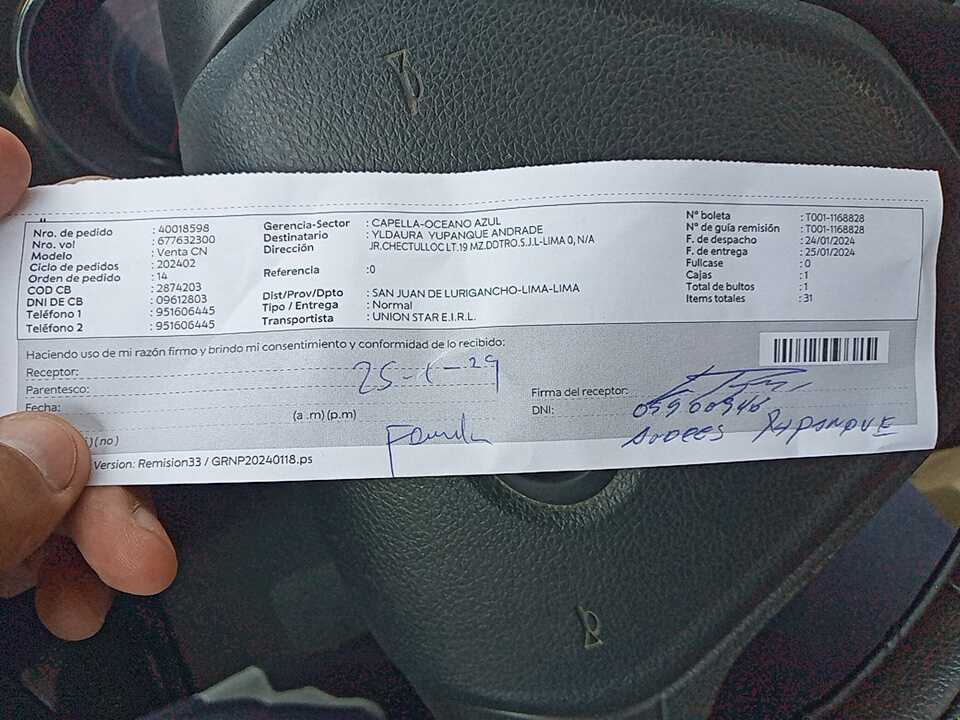 Nro. de pedido : 40018598
Nro. vol : 677632300
Modelo : Venta CN
Ciclo de pedidos : 202402
Orden de pedido : 14
COD CB : 2874203
DNI DE CB : 09612803
Teléfono 1 : 951606445
Teléfono 2 : 951606445
Gerencia-Sector : CAPELLA-OCEANO AZUL
Destinatario : YLDAURA YUPANQUE ANDRADE
Dirección JR.CHECTULLOC LT.19 MZ.DDTRO.S.J.L-LIMA 0, N/A
Referencia :0
Dist/Prov/Dpto : SAN JUAN DE LURIGANCHO-LIMA-LIMA
Tipo / Entrega : Normal
Transportista : UNION STAR E.I.R.L.
N° boleta : T001-1168828
N° de guía remisión : T001-1168828
F. de despacho : 24/01/2024
F. de entrega : 25/01/2024
Fullcase : 0
Cajas : 1
Total de bultos : 1
Items totales : 31
Haciendo uso de mi razón firmo y brindo mi consentimiento y conformidad de lo recibido:
Receptor:
Parentesco:
Fecha:
(a .m) (p.m)
) (no)
Firma del receptor:
DNI:
Version: Remision33 / GRNP20240118.ps